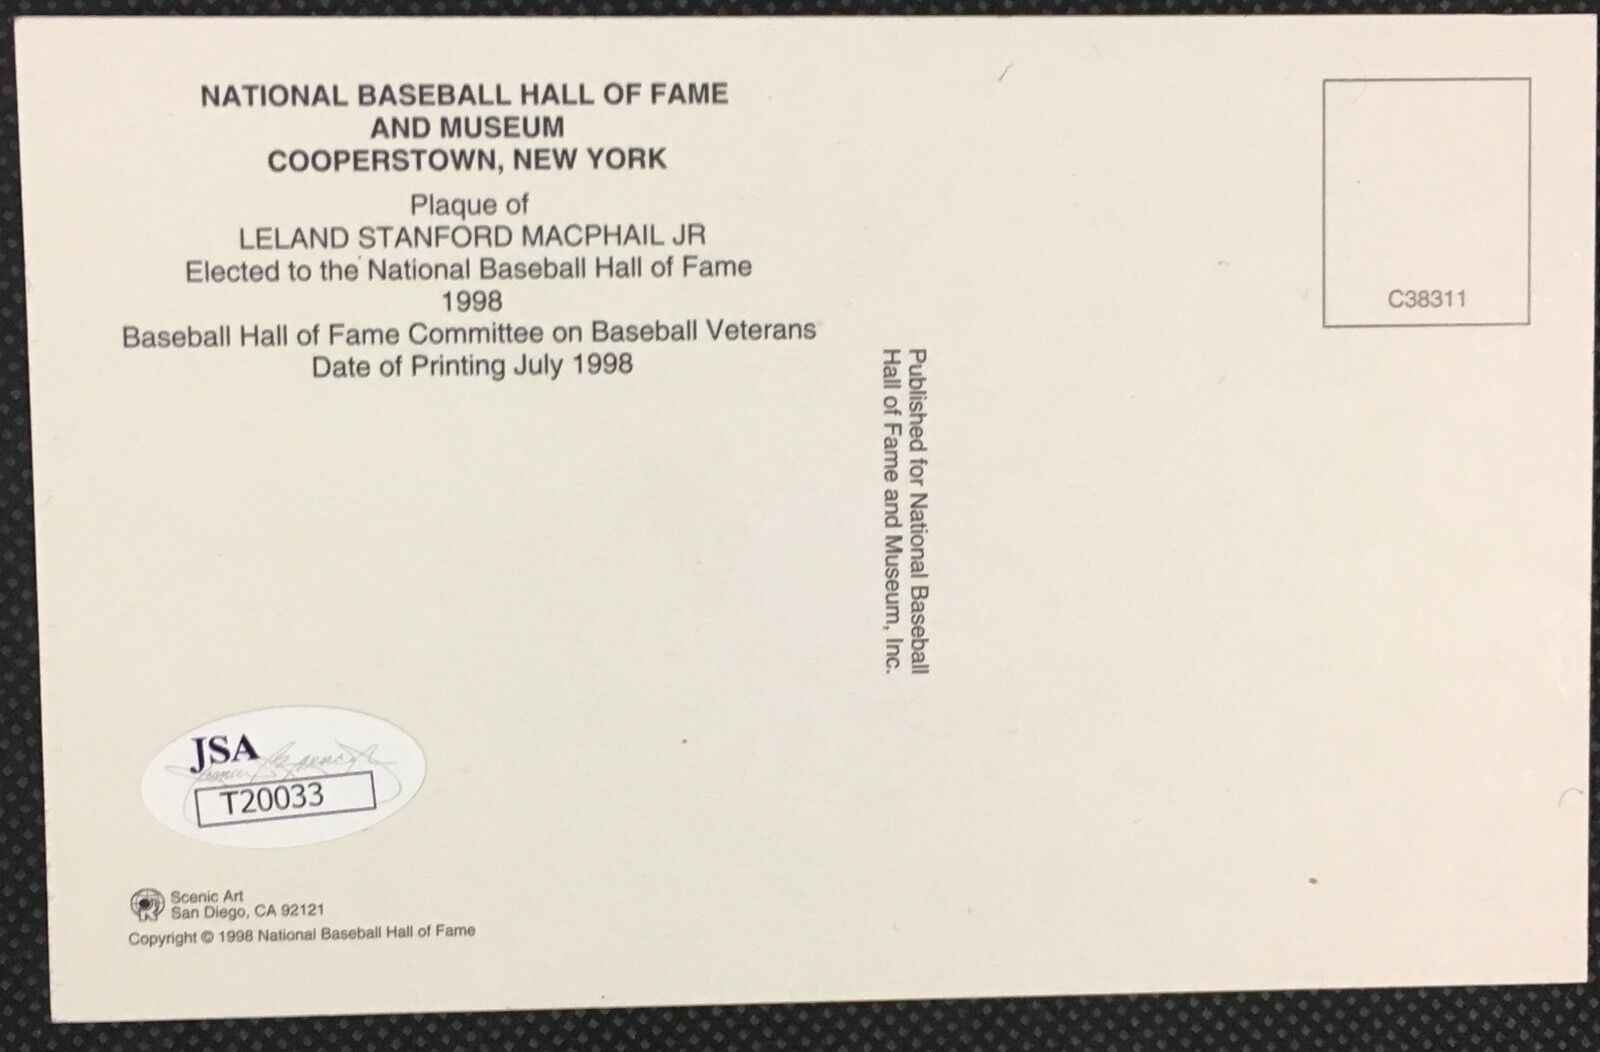 NATIONAL BASEBALL HALL OF FAME
AND MUSEUM
COOPERSTOWN, NEW YORK
Plaque of
LELAND STANFORD MACPHAIL JR
Elected to the National Baseball Hall of Fame
1998
Baseball Hall of Fame Committee on Baseball Veterans
Date of Printing July 1998
C38311
Published for National Baseball
Hall of Fame and Museum, Inc.
JSA
T20033
Scenic Art
San Diego, CA 92121
Copyright © 1998 National Baseball Hall of Fame